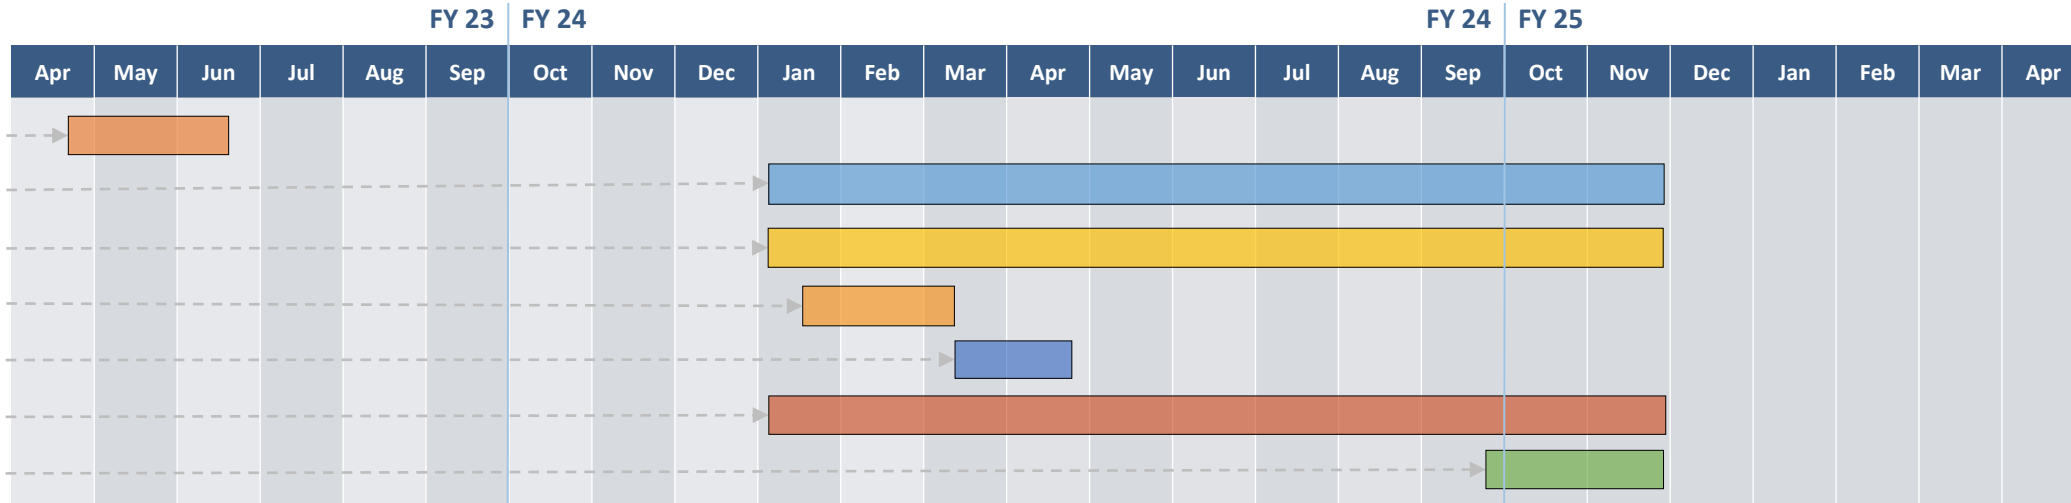 FY 23 FY 24 FY 24 FY 25
Apr May Jun Jul Aug Sep Oct Nov Dec Jan Feb Mar Apr May Jun Jul Aug Sep Oct Nov Dec Jan Feb Mar Apr